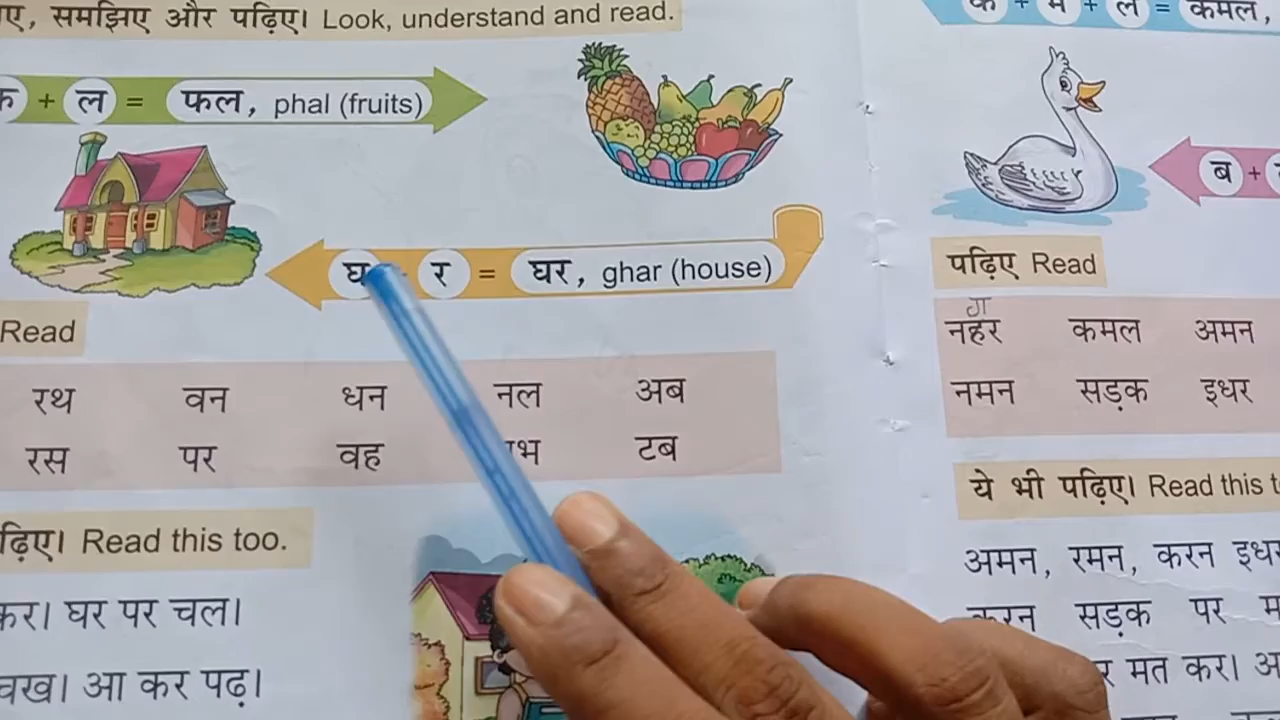 समझिए और पढ़िए। Look, understand and read.
+ ल = फल, phal (fruits)
घ र = घर, ghar (house)
Read
रथ वन धन नल अब
रस पर वह टब
Read this too.
कर। घर पर चल।
आ कर पढ़।
क + म + ल = कमल,
ब +
पढ़िए Read
ग
नहर कमल अमन
नमन सड़क इधर
ये भी पढ़िए। Read this
अमन, रमन, करन इधर
करन सड़क पर
मत कर।